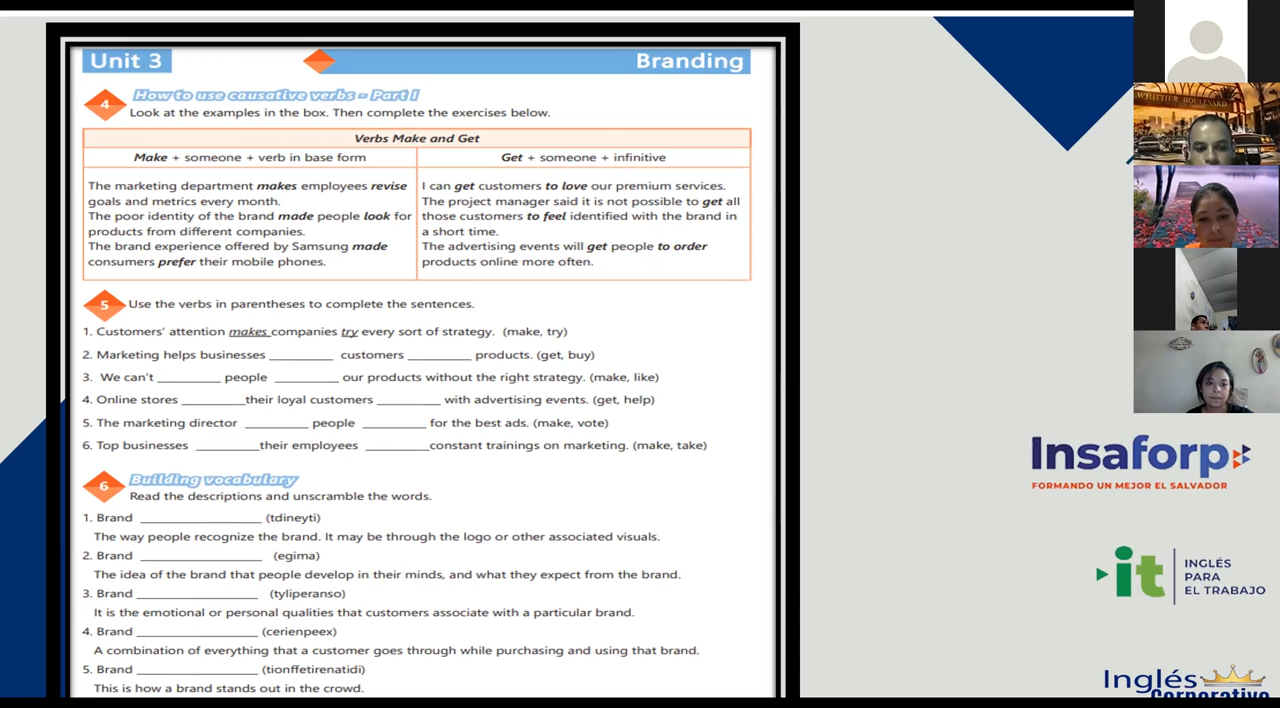 Unit 3
Branding
4
How to use causative verbs - Part I
Look at the examples in the box. Then complete the exercises below.
Verbs Make and Get
Make + someone + verb in base form
Get + someone + infinitive
The marketing department makes employees revise
goals and metrics every month.
The poor identity of the brand made people look for
products from different companies.
The brand experience offered by Samsung made
consumers prefer their mobile phones.
I can get customers to love our premium services.
The project manager said it is not possible to get all
those customers to feel identified with the brand in
a short time.
The advertising events will get people to order
products online more often.
5
Use the verbs in parentheses to complete the sentences.
1. Customers' attention makes companies try every sort of strategy. (make, try)
2. Marketing helps businesses __________ customers __________ products. (get, buy)
3. We can't __________ people __________ our products without the right strategy. (make, like)
4. Online stores __________their loyal customers __________ with advertising events. (get, help)
5. The marketing director __________ people __________ for the best ads. (make, vote)
6. Top businesses __________their employees __________constant trainings on marketing. (make, take)
6
Building vocabulary
Read the descriptions and unscramble the words.
1. Brand ___________________ (tdineyti)
The way people recognize the brand. It may be through the logo or other associated visuals.
2. Brand ___________________ (egima)
The idea of the brand that people develop in their minds, and what they expect from the brand.
3. Brand ___________________ (tyliperanso)
It is the emotional or personal qualities that customers associate with a particular brand.
4. Brand ___________________ (cerienpeex)
A combination of everything that a customer goes through while purchasing and using that brand.
5. Brand ___________________ (tionffetirenatidi)
This is how a brand stands out in the crowd.
WHITTIER BOULEVARD
Insaforp
FORMANDO UN MEJOR EL SALVADOR
it
INGLÉS
PARA
EL TRABAJO
Inglés
Corporativo